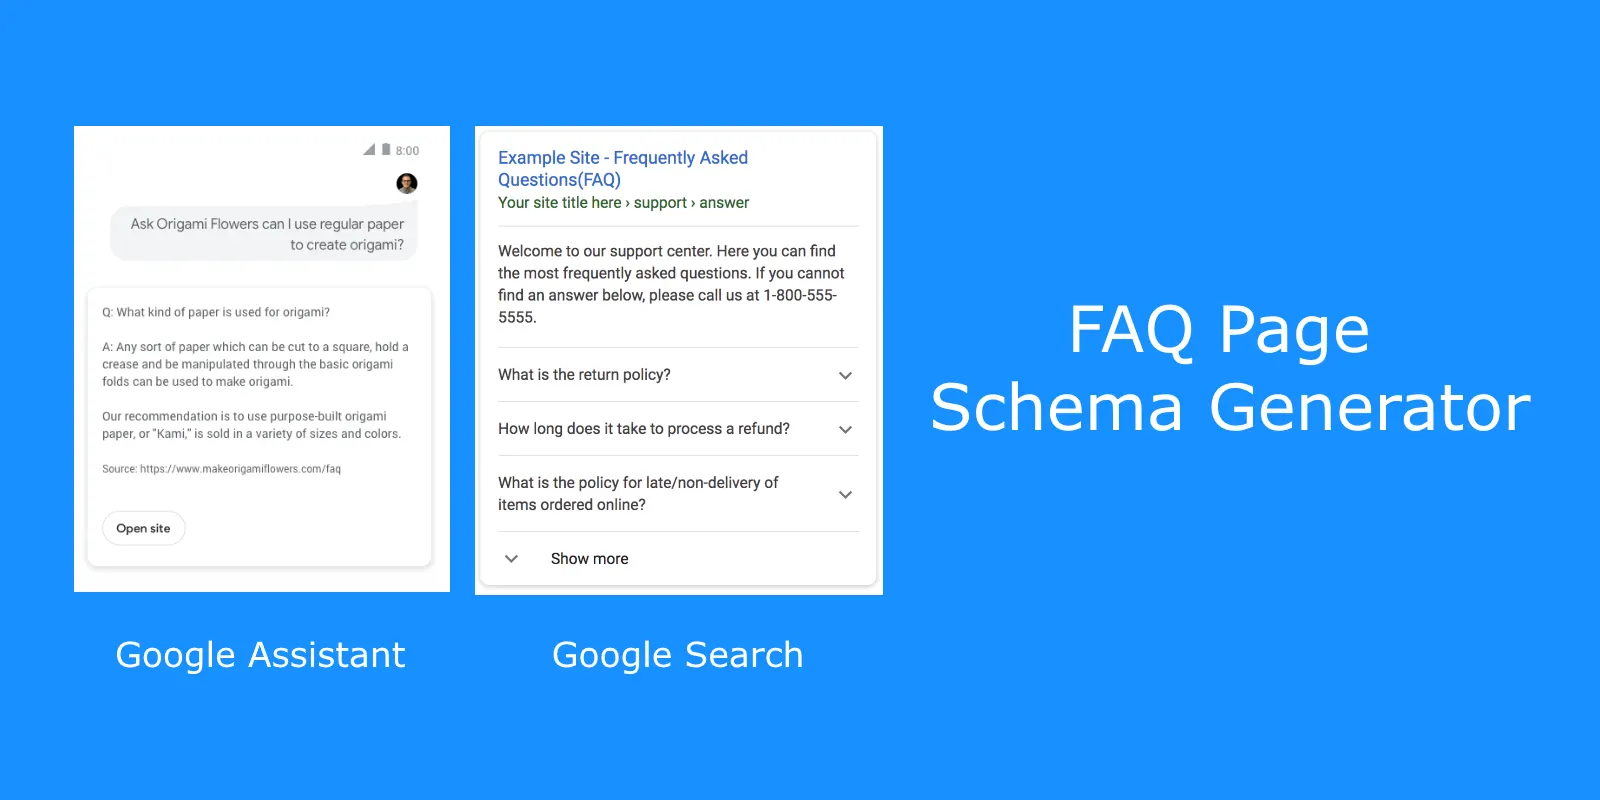 8:00
Ask Origami Flowers can I use regular paper
to create origami?
Q: What kind of paper is used for origami?
A: Any sort of paper which can be cut to a square, hold a
crease and be manipulated through the basic origami
folds can be used to make origami.
Our recommendation is to use purpose-built origami
paper, or "Kami," is sold in a variety of sizes and colors.
Source: https://www.makeorigamiflowers.com/faq
Open site
Google Assistant
Example Site - Frequently Asked
Questions(FAQ)
Your site title here › support › answer
Welcome to our support center. Here you can find
the most frequently asked questions. If you cannot
find an answer below, please call us at 1-800-555-
5555.
What is the return policy?
How long does it take to process a refund?
What is the policy for late/non-delivery of
items ordered online?
Show more
Google Search
FAQ Page
Schema Generator